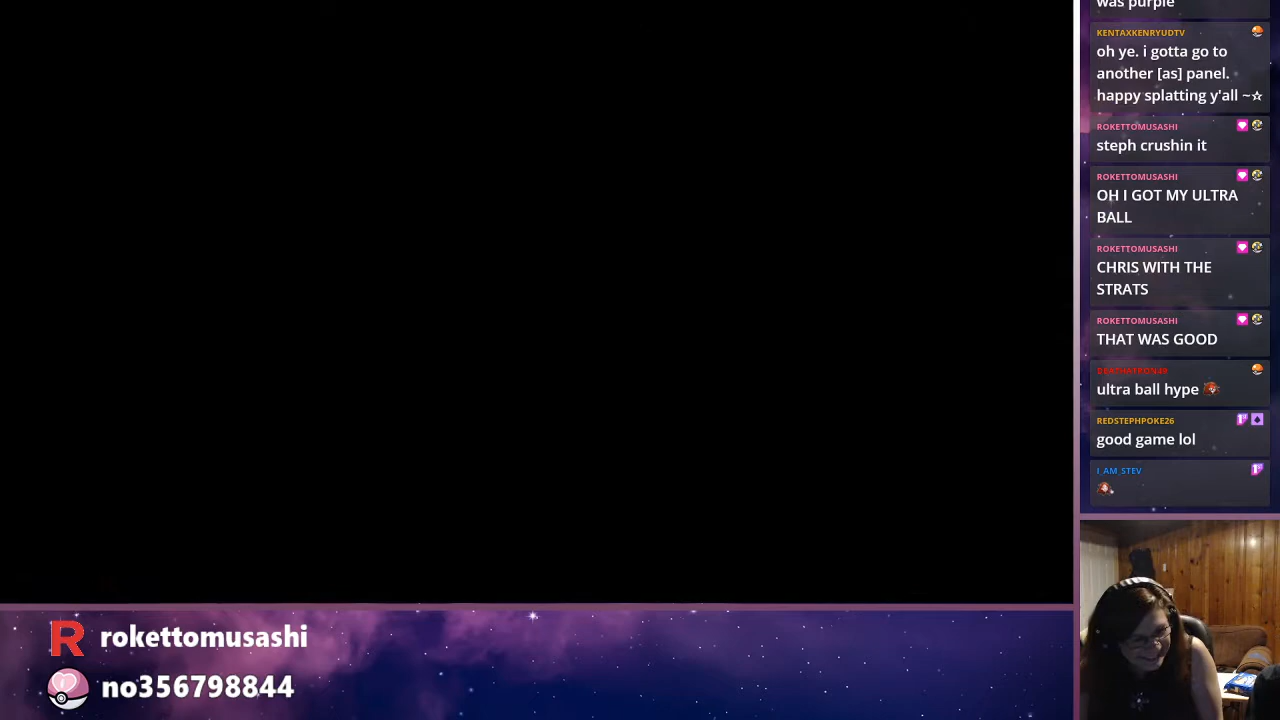 was purple
KENTAXKENRYUDTV
oh ye. i gotta go to
another [as] panel.
happy splatting y'all ~☆
ROKETTOMUSASHI
steph crushin it
ROKETTOMUSASHI
OH I GOT MY ULTRA
BALL
ROKETTOMUSASHI
CHRIS WITH THE
STRATS
ROKETTOMUSASHI
THAT WAS GOOD
DEATHATRON49
ultra ball hype
REDSTEPHPOKE26
good game lol
I_AM_STEV
R rokettomusashi
no356798844